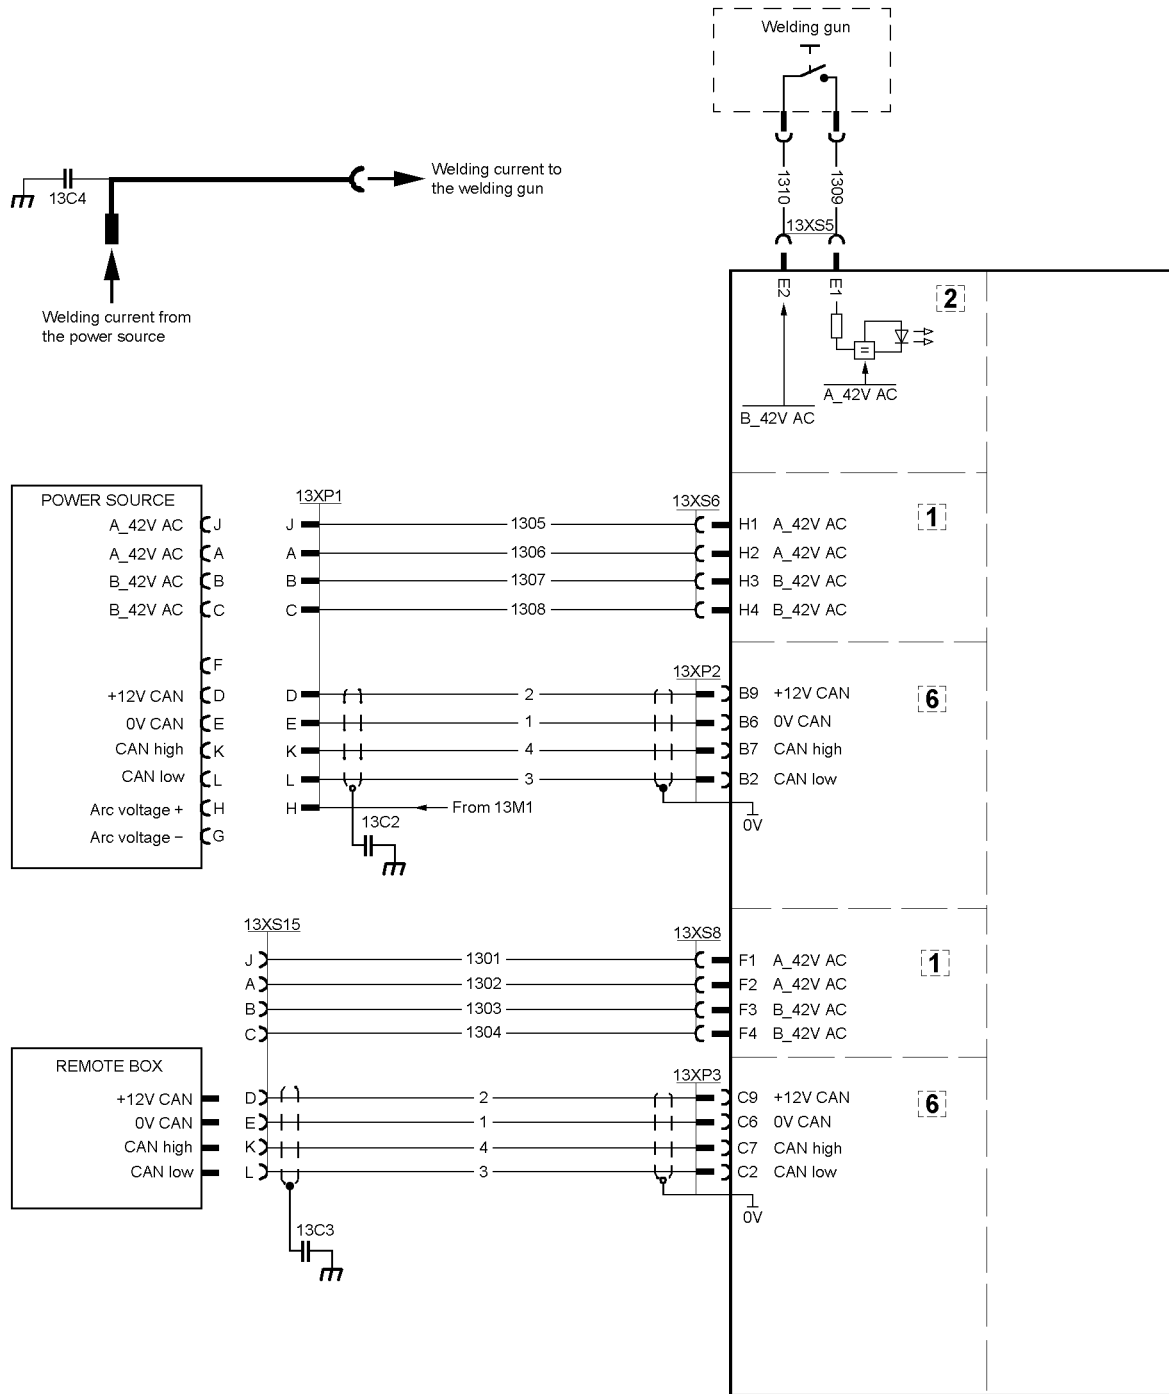 Welding gun
1310
1309
13XS5
13C4
Welding current to
the welding gun
Welding current from
the power source
E2
E1
2
=
A_42V AC
B_42V AC
POWER SOURCE
13XP1
13XS6
A_42V AC J J 1305 H1 A_42V AC
1
A_42V AC A A 1306 H2 A_42V AC
B_42V AC B B 1307 H3 B_42V AC
B_42V AC C C 1308 H4 B_42V AC
F
13XP2
+12V CAN D D 2 B9 +12V CAN
6
0V CAN E E 1 B6 0V CAN
CAN high K K 4 B7 CAN high
CAN low L L 3 B2 CAN low
Arc voltage + H H From 13M1
Arc voltage − G
13C2
0V
13XS15
13XS8
J 1301 F1 A_42V AC
1
A 1302 F2 A_42V AC
B 1303 F3 B_42V AC
C 1304 F4 B_42V AC
REMOTE BOX
13XP3
+12V CAN D 2 C9 +12V CAN
6
0V CAN E 1 C6 0V CAN
CAN high K 4 C7 CAN high
CAN low L 3 C2 CAN low
0V
13C3